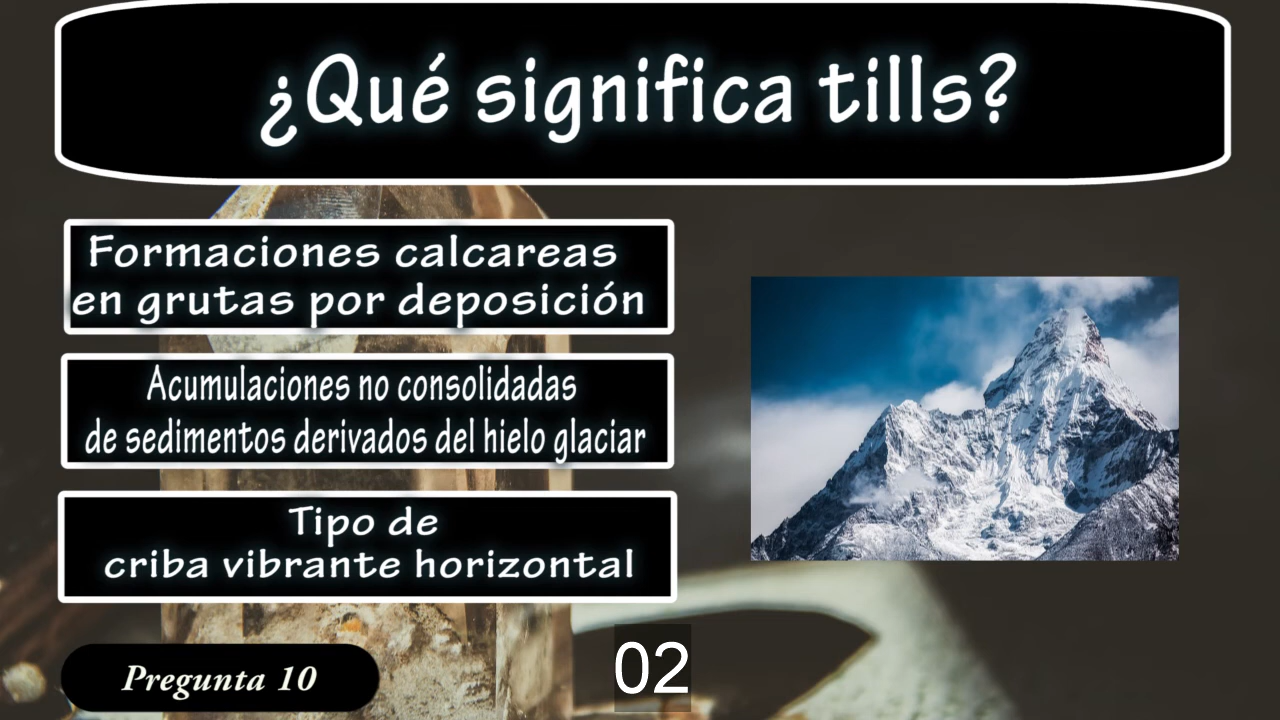 ¿Qué significa tills?
Formaciones calcareas
en grutas por deposición
Acumulaciones no consolidadas
de sedimentos derivados del hielo glaciar
Tipo de
criba vibrante horizontal
Pregunta 10
02